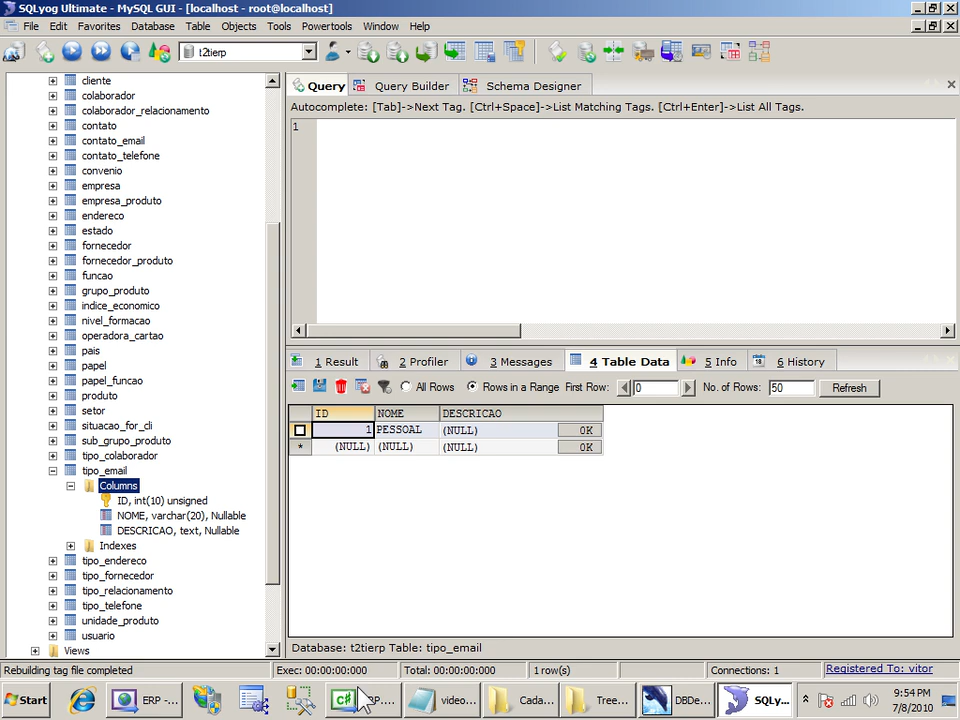 SQLyog Ultimate - MySQL GUI - [localhost - root@localhost]
File Edit Favorites Database Table Objects Tools Powertools Window Help
t2tierp
cliente
colaborador
colaborador_relacionamento
contato
contato_email
contato_telefone
convenio
empresa
empresa_produto
endereco
estado
fornecedor
fornecedor_produto
funcao
grupo_produto
indice_economico
nivel_formacao
operadora_cartao
pais
papel
papel_funcao
produto
setor
situacao_for_cli
sub_grupo_produto
tipo_colaborador
tipo_email
Columns
ID, int(10) unsigned
NOME, varchar(20), Nullable
DESCRICAO, text, Nullable
Indexes
tipo_endereco
tipo_fornecedor
tipo_relacionamento
tipo_telefone
unidade_produto
usuario
Views
Query Query Builder Schema Designer
Autocomplete: [Tab]->Next Tag. [Ctrl+Space]->List Matching Tags. [Ctrl+Enter]->List All Tags.
1
1 Result 2 Profiler 3 Messages 4 Table Data 5 Info 6 History
All Rows Rows in a Range First Row: 0 No. of Rows: 50 Refresh
ID NOME DESCRICAO
1 PESSOAL (NULL) 0K
* (NULL) (NULL) (NULL) 0K
Database: t2tierp Table: tipo_email
Rebuilding tag file completed Exec: 00:00:00:000 Total: 00:00:00:000 1 row(s) Connections: 1 Registered To: vitor
Start ERP - ... video... Cada... Tree... DBDe... SQLy...
9:54 PM
7/8/2010